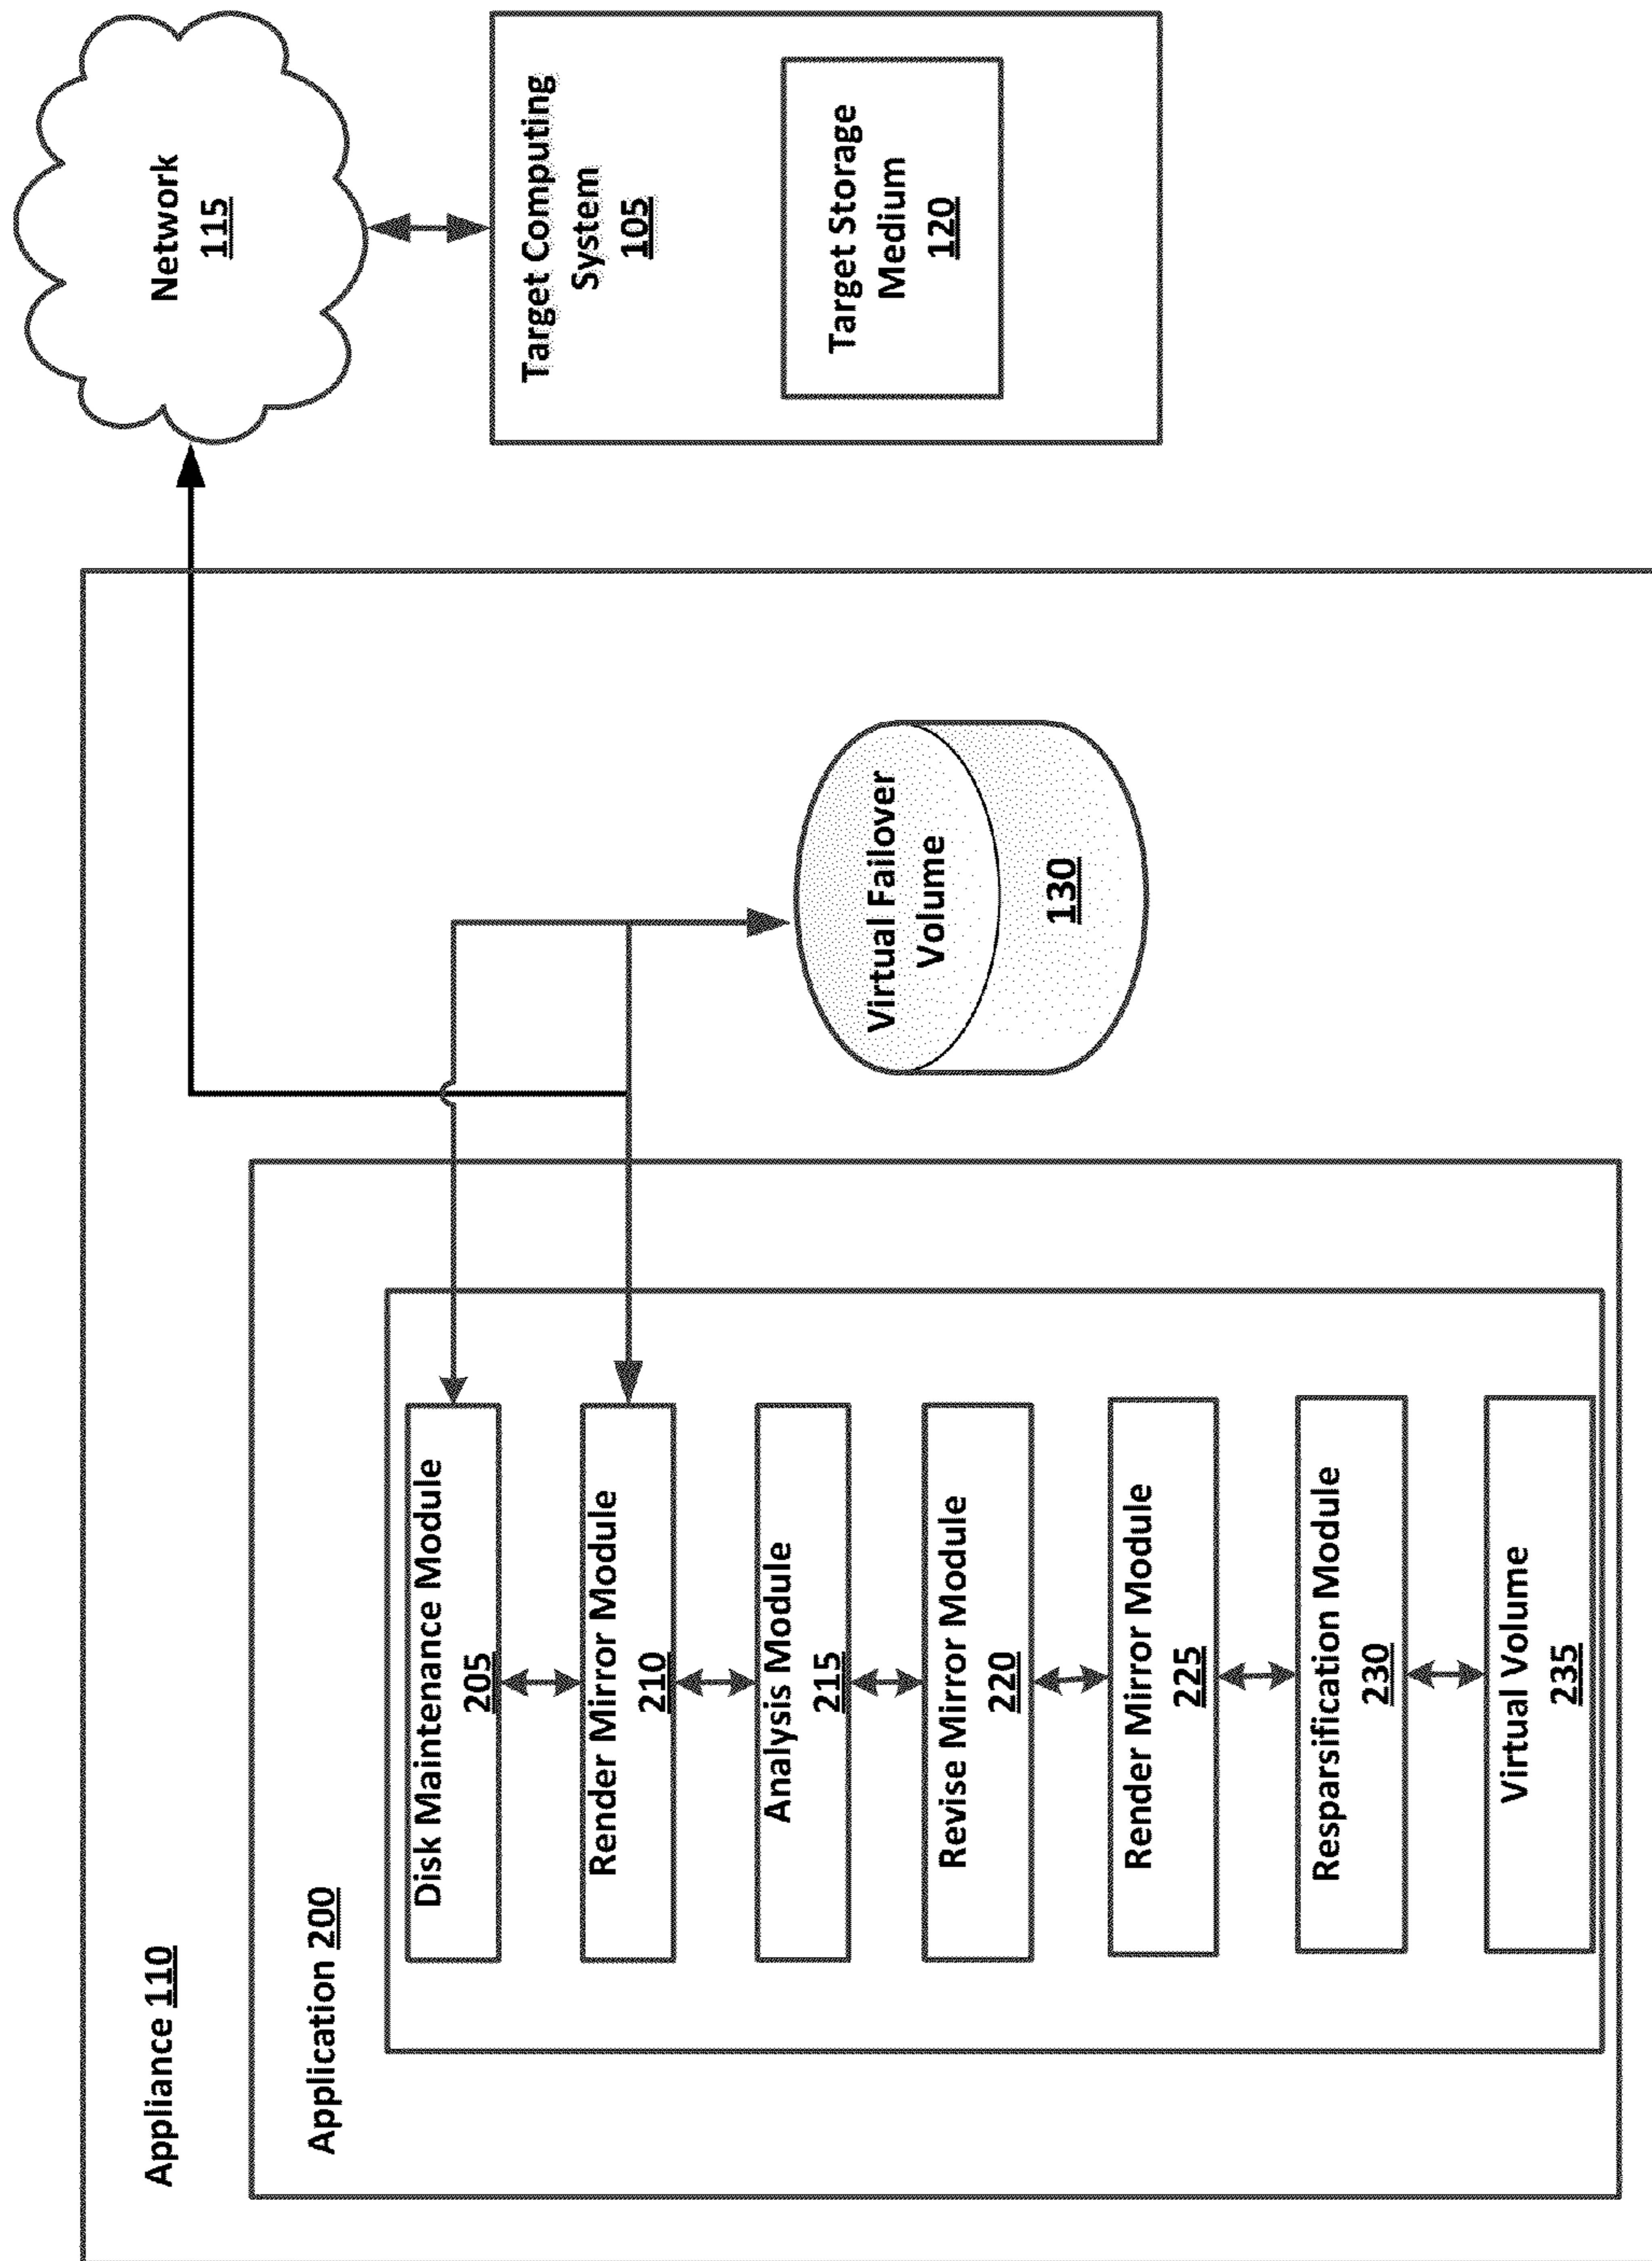 Appliance 110
Application 200
Disk Maintenance Module
205
Render Mirror Module
210
Analysis Module
215
Revise Mirror Module
220
Render Mirror Module
225
Resparsification Module
230
Virtual Volume
235
Virtual Failover
Volume
130
Network
115
Target Computing
System
105
Target Storage
Medium
120